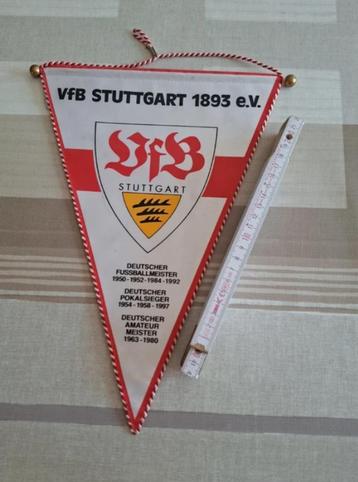 VfB STUTTGART 1893 e.V.
VfB
STUTTGART
DEUTSCHER
FUSSBALLMEISTER
1950-1952-1984-1992
DEUTSCHER
POKALSIEGER
1954-1958-1997
DEUTSCHER
AMATEUR
MEISTER
1963-1980